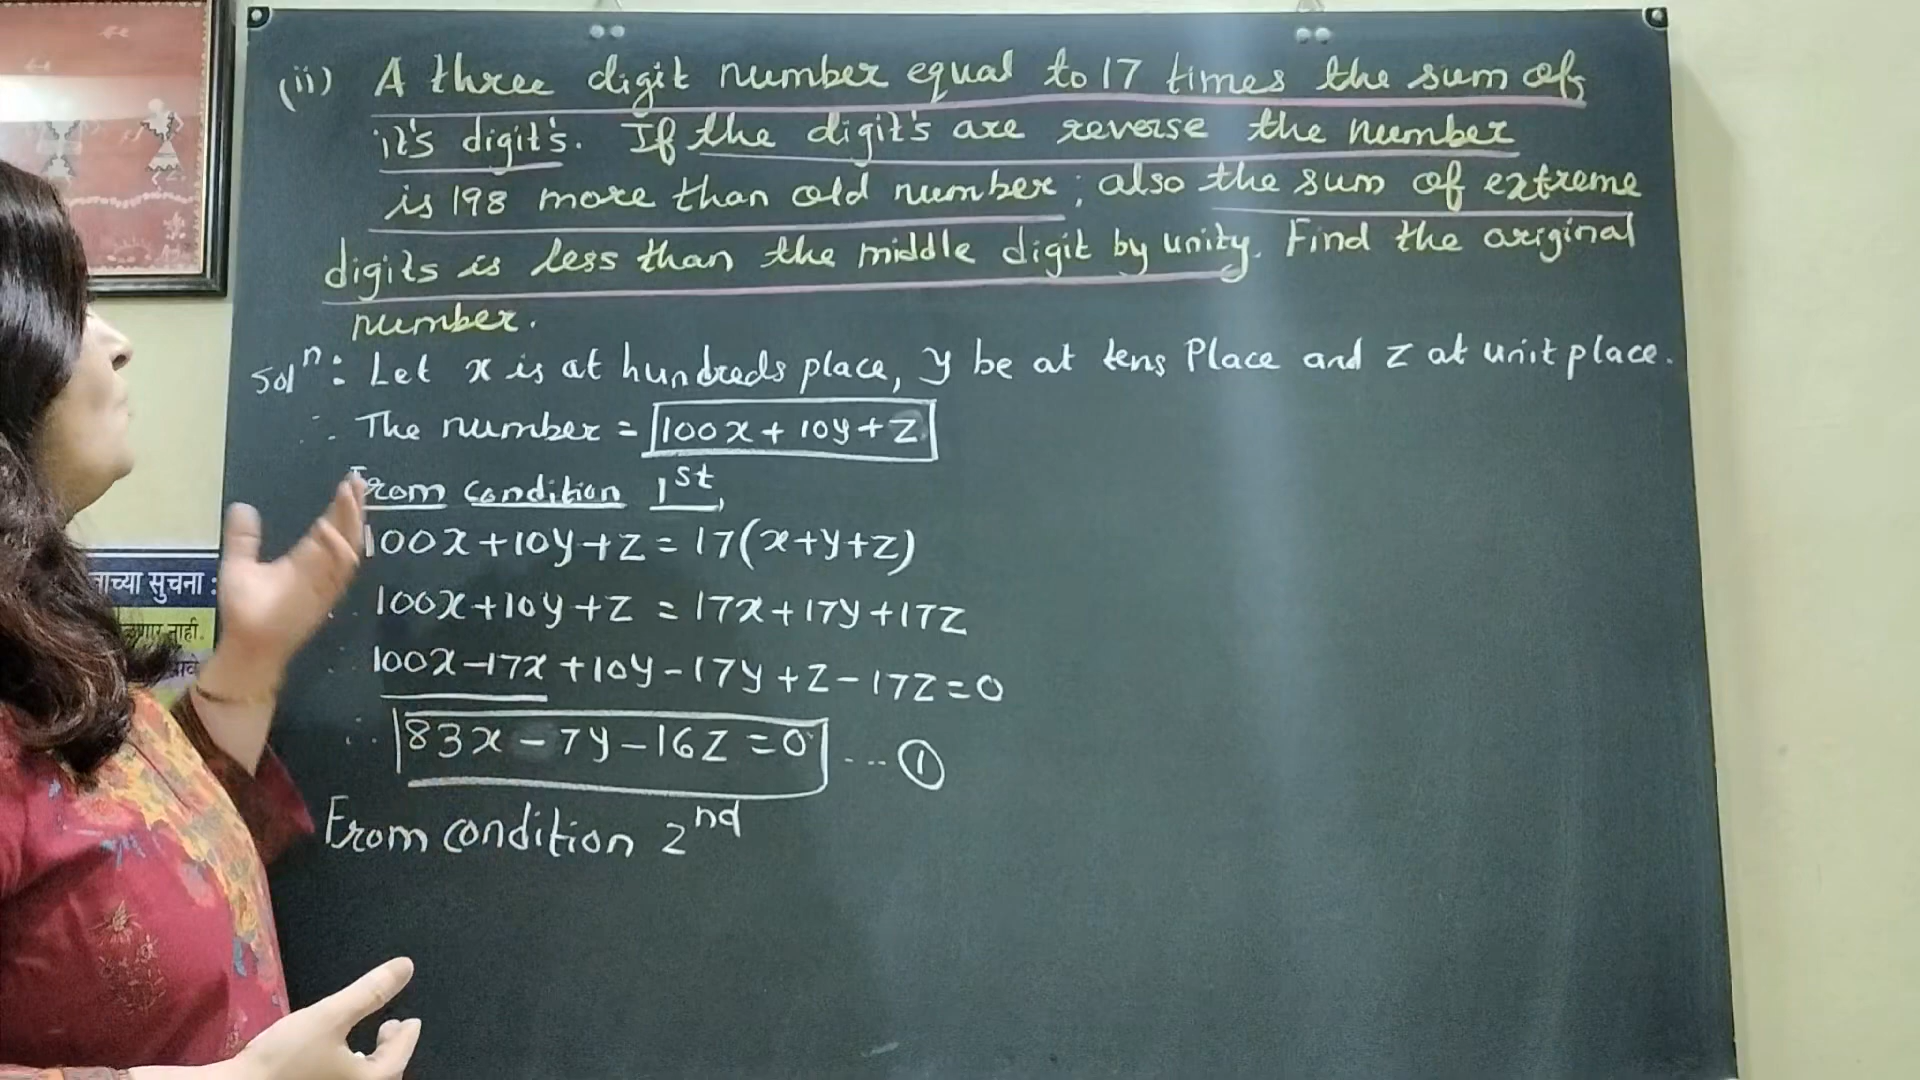 (ii) A three digit number equal to 17 times the sum of
it's digit's. If the digit's are reverse the number
is 198 more than old number; also the sum of extreme
digits is less than the middle digit by unity. Find the original
number.
Solⁿ: Let x is at hundreds place, y be at tens Place and z at unit place.
∴ The number = 100x + 10y + z
From condition 1st,
100x+10y+z = 17(x+y+z)
100x+10y+z = 17x+17y+17z
100x-17x+10y-17y+z-17z=0
∴ 83x-7y-16z=0 ... ①
From condition 2nd
च्या सुचना :
नाही.